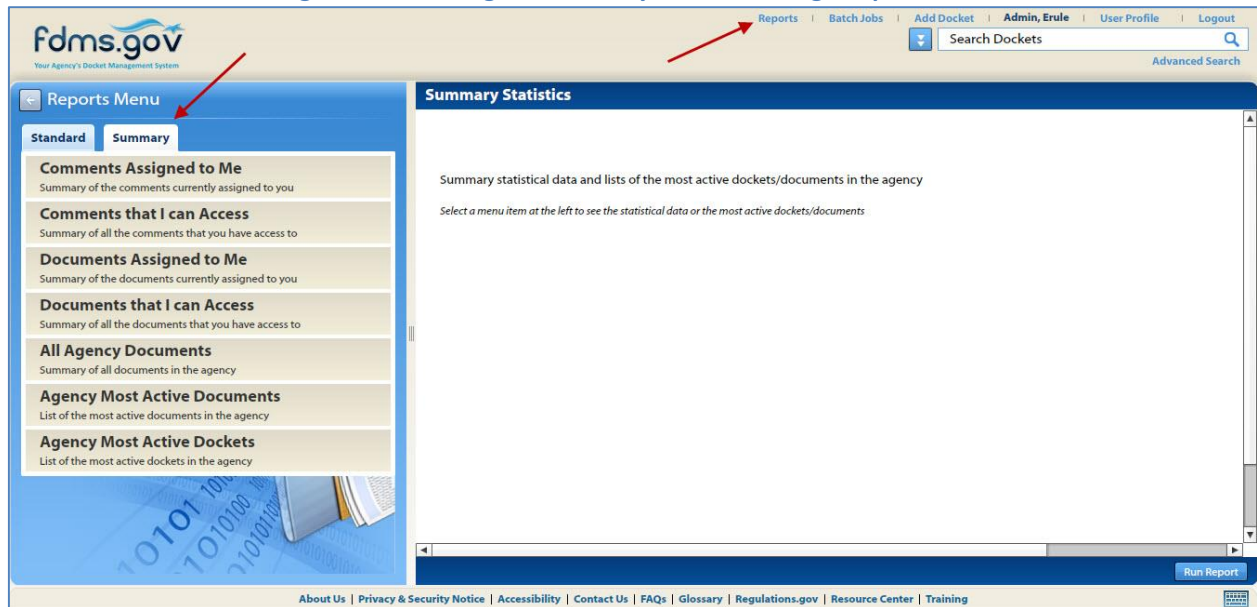 Reports | Batch Jobs | Add Docket | Admin, Erule | User Profile | Logout
fdms.gov
Your Agency's Docket Management System
Search Dockets
Advanced Search
Reports Menu
Standard
Summary
Comments Assigned to Me
Summary of the comments currently assigned to you
Comments that I can Access
Summary of all the comments that you have access to
Documents Assigned to Me
Summary of the documents currently assigned to you
Documents that I can Access
Summary of all the documents that you have access to
All Agency Documents
Summary of all documents in the agency
Agency Most Active Documents
List of the most active documents in the agency
Agency Most Active Dockets
List of the most active dockets in the agency
Summary Statistics
Summary statistical data and lists of the most active dockets/documents in the agency
Select a menu item at the left to see the statistical data or the most active dockets/documents
Run Report
About Us | Privacy & Security Notice | Accessibility | Contact Us | FAQs | Glossary | Regulations.gov | Resource Center | Training